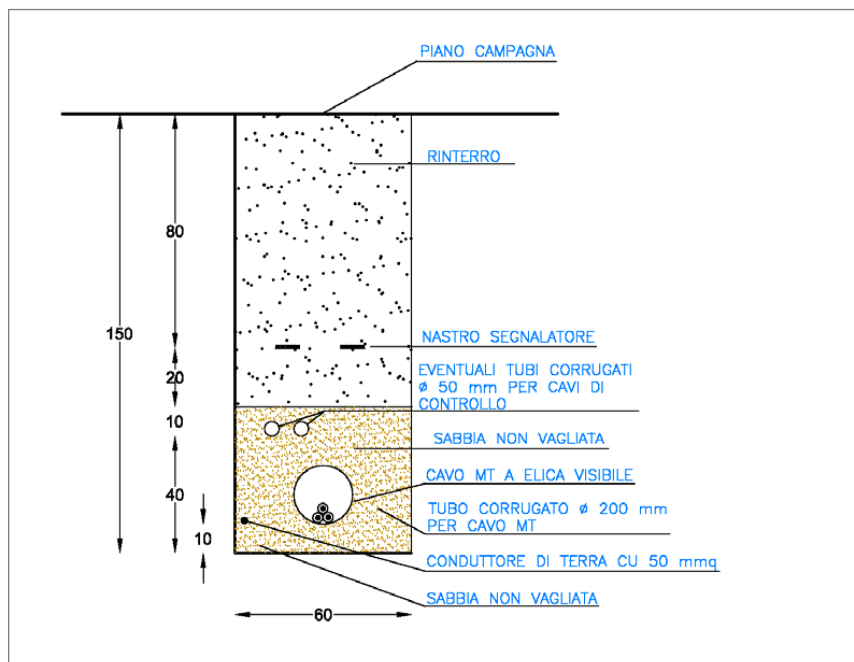 PIANO CAMPAGNA
RINTERRO
80
150
NASTRO SEGNALATORE
20
EVENTUALI TUBI CORRUGATI
ø 50 mm PER CAVI DI
CONTROLLO
10
SABBIA NON VAGLIATA
CAVO MT A ELICA VISIBILE
40
TUBO CORRUGATO ø 200 mm
PER CAVO MT
10
CONDUTTORE DI TERRA CU 50 mmq
SABBIA NON VAGLIATA
60